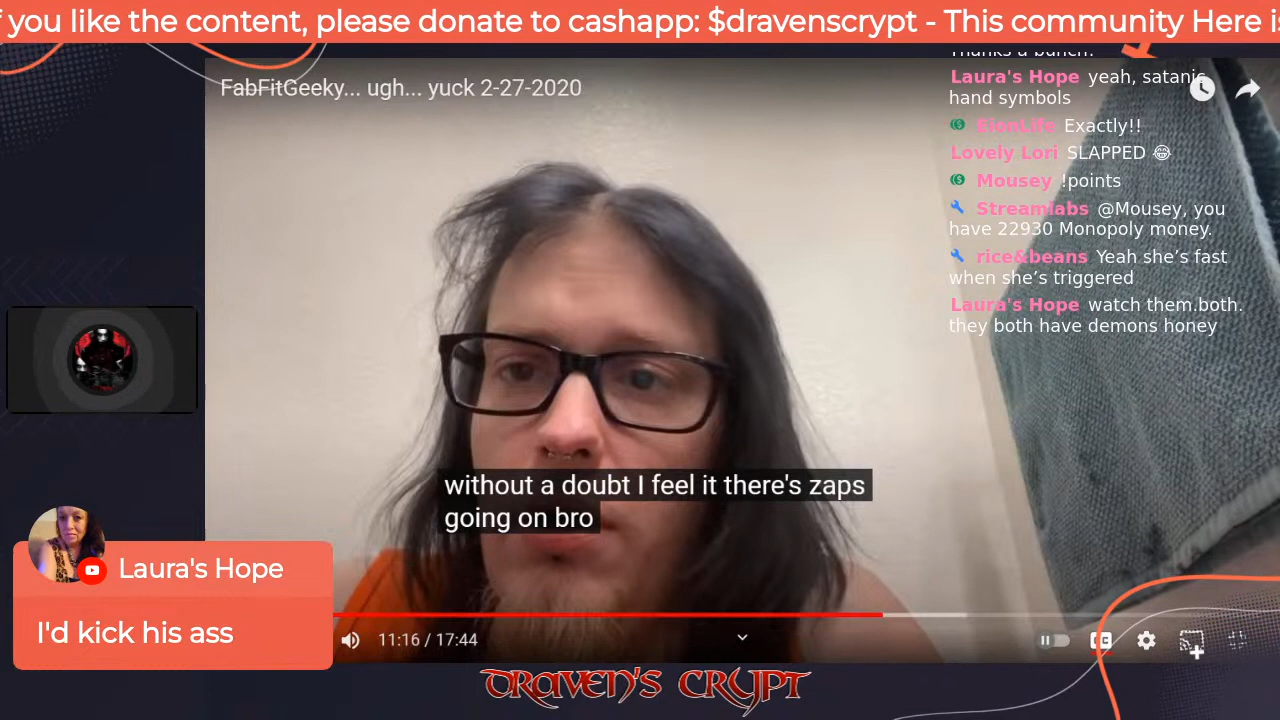 f you like the content, please donate to cashapp: $dravenscrypt - This community Here is
FabFitGeeky... ugh... yuck 2-27-2020
Thanks a bunch!
Laura's Hope yeah, satanic
hand symbols
EionLife Exactly!!
Lovely Lori SLAPPED 😂
Mousey !points
Streamlabs @Mousey, you
have 22930 Monopoly money.
rice&beans Yeah she’s fast
when she’s triggered
Laura's Hope watch them.both.
they both have demons honey
without a doubt I feel it there's zaps
going on bro
Laura's Hope
I'd kick his ass
11:16 / 17:44
CC
DRAVEN'S CRYPT